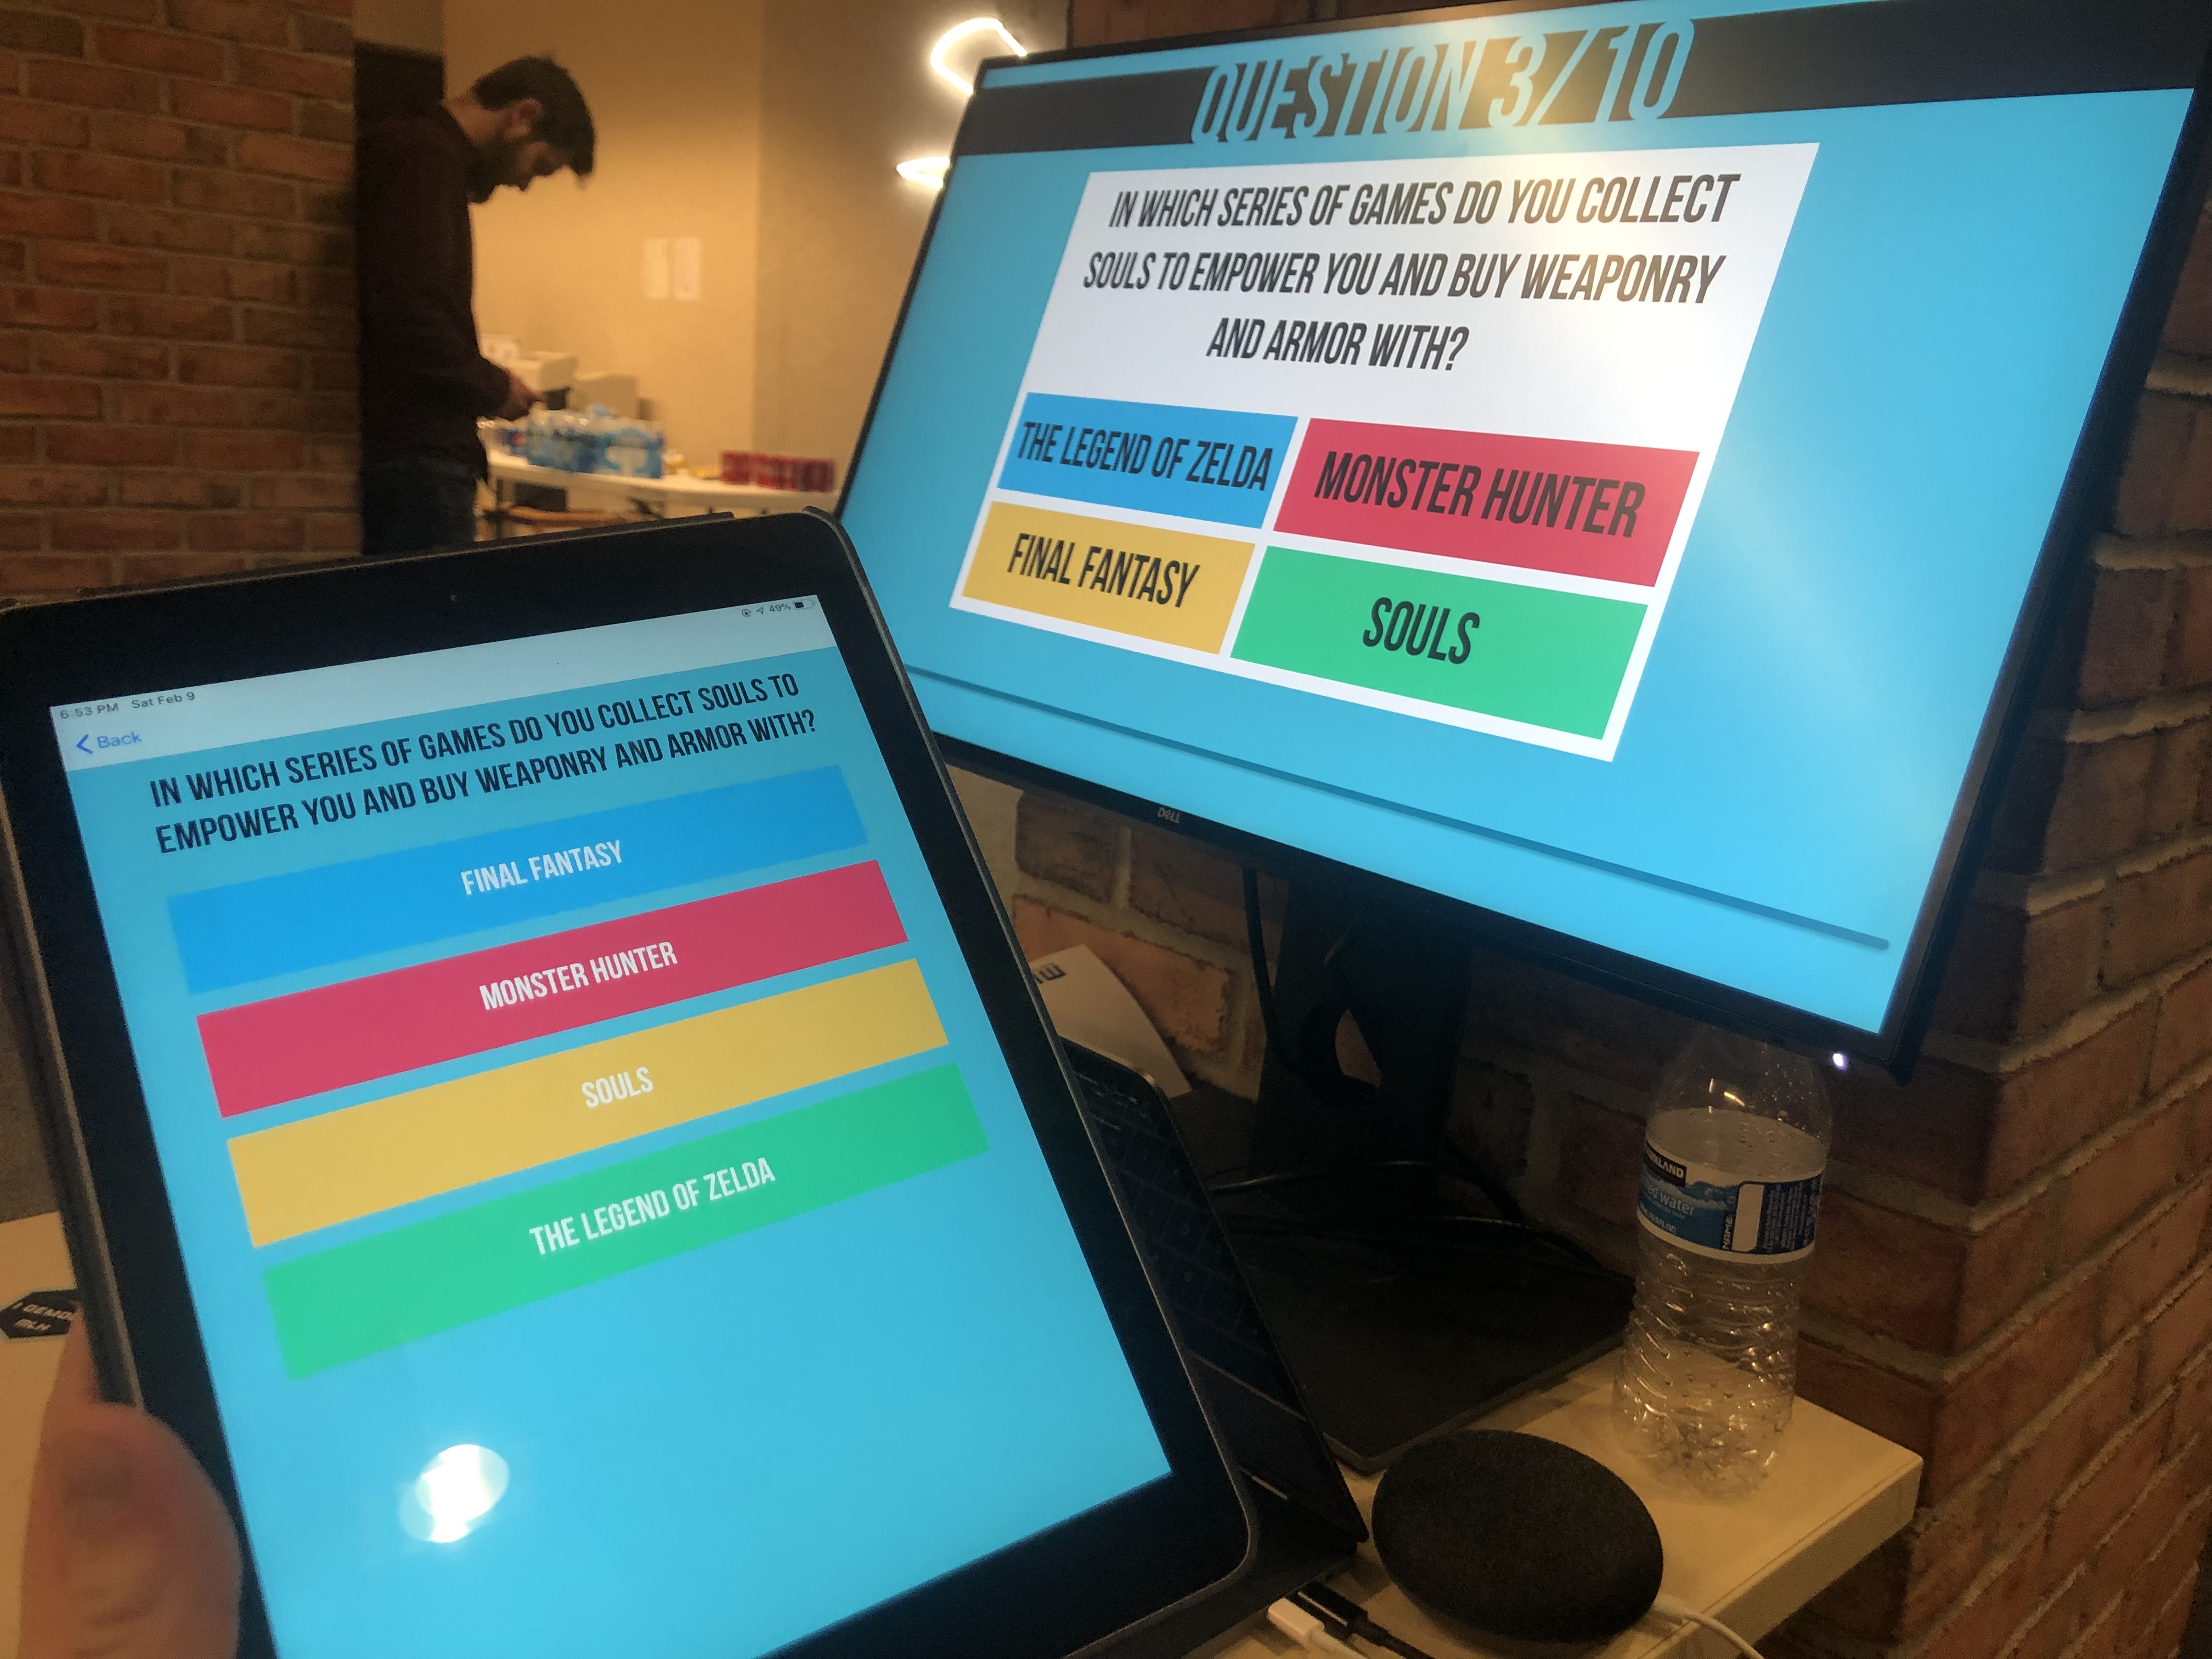 QUESTION 3/10
IN WHICH SERIES OF GAMES DO YOU COLLECT
SOULS TO EMPOWER YOU AND BUY WEAPONRY
AND ARMOR WITH?
THE LEGEND OF ZELDA
MONSTER HUNTER
FINAL FANTASY
SOULS
DELL
6:53 PM Sat Feb 9
49%
Back
IN WHICH SERIES OF GAMES DO YOU COLLECT SOULS TO
EMPOWER YOU AND BUY WEAPONRY AND ARMOR WITH?
FINAL FANTASY
MONSTER HUNTER
SOULS
THE LEGEND OF ZELDA
water
NAME